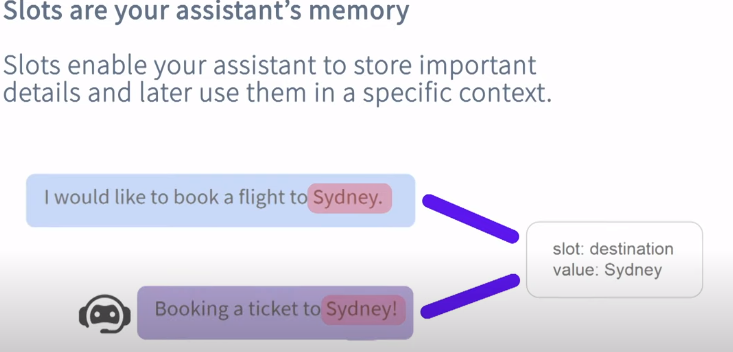 Slots are your assistant's memory
Slots enable your assistant to store important
details and later use them in a specific context.
I would like to book a flight to Sydney.
slot: destination
value: Sydney
Booking a ticket to Sydney!